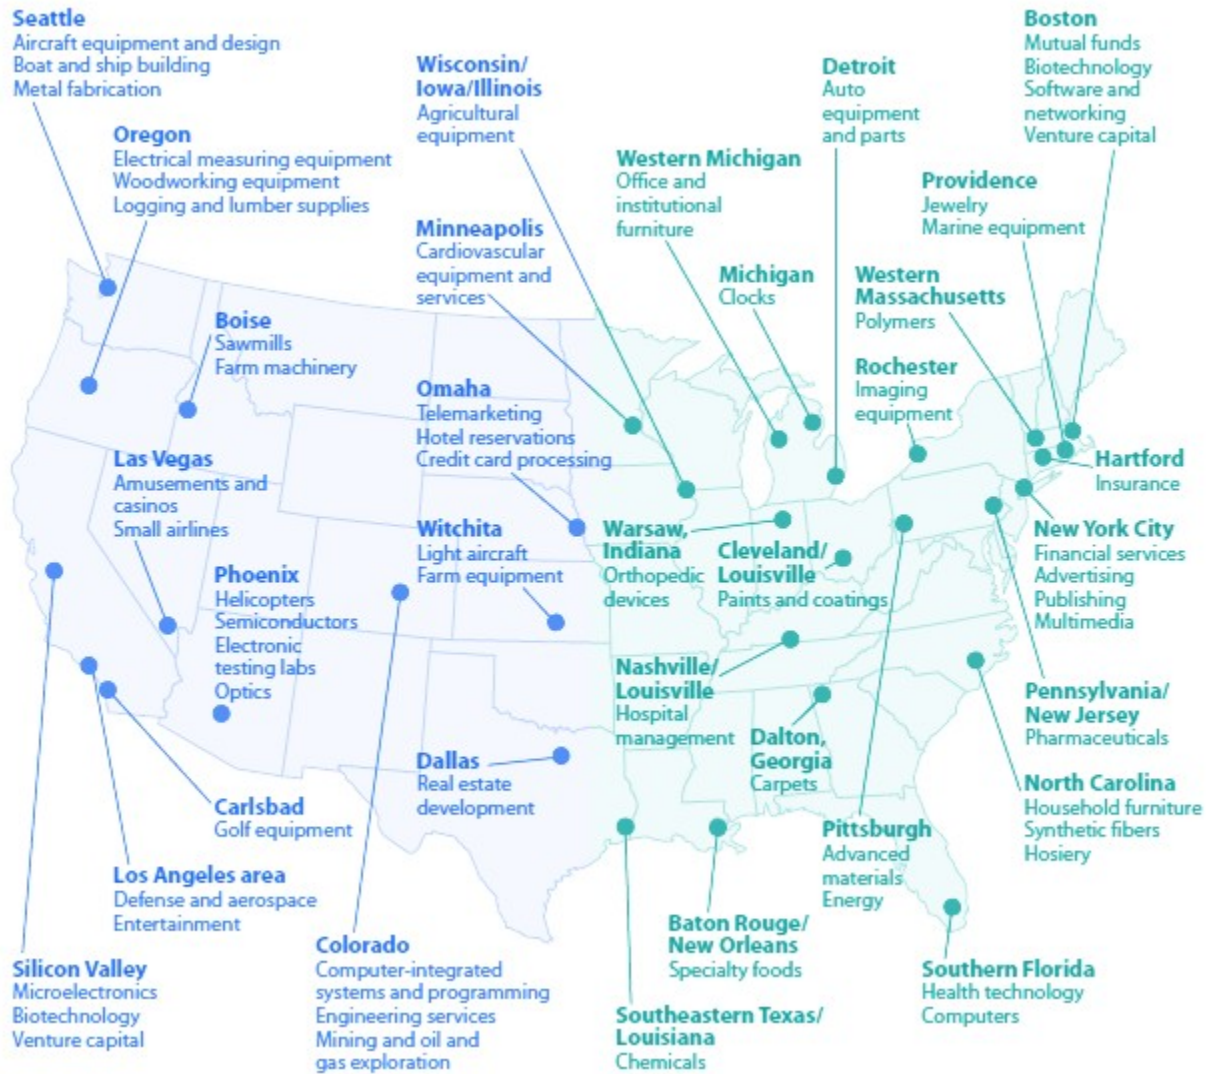 Seattle
Aircraft equipment and design
Boat and ship building
Metal fabrication
Oregon
Electrical measuring equipment
Woodworking equipment
Logging and lumber supplies
Boise
Sawmills
Farm machinery
Las Vegas
Amusements and
casinos
Small airlines
Phoenix
Helicopters
Semiconductors
Electronic
testing labs
Optics
Carlsbad
Golf equipment
Los Angeles area
Defense and aerospace
Entertainment
Silicon Valley
Microelectronics
Biotechnology
Venture capital
Colorado
Computer-integrated
systems and programming
Engineering services
Mining and oil and
gas exploration
Wisconsin/
Iowa/Illinois
Agricultural
equipment
Minneapolis
Cardiovascular
equipment and
services
Omaha
Telemarketing
Hotel reservations
Credit card processing
Witchita
Light aircraft
Farm equipment
Dallas
Real estate
development
Western Michigan
Office and
institutional
furniture
Michigan
Clocks
Detroit
Auto
equipment
and parts
Boston
Mutual funds
Biotechnology
Software and
networking
Venture capital
Providence
Jewelry
Marine equipment
Western
Massachusetts
Polymers
Rochester
Imaging
equipment
Hartford
Insurance
New York City
Financial services
Advertising
Publishing
Multimedia
Pennsylvania/
New Jersey
Pharmaceuticals
North Carolina
Household furniture
Synthetic fibers
Hosiery
Warsaw,
Indiana
Orthopedic
devices
Cleveland/
Louisville
Paints and coatings
Nashville/
Louisville
Hospital
management
Dalton,
Georgia
Carpets
Pittsburgh
Advanced
materials
Energy
Baton Rouge/
New Orleans
Specialty foods
Southeastern Texas/
Louisiana
Chemicals
Southern Florida
Health technology
Computers